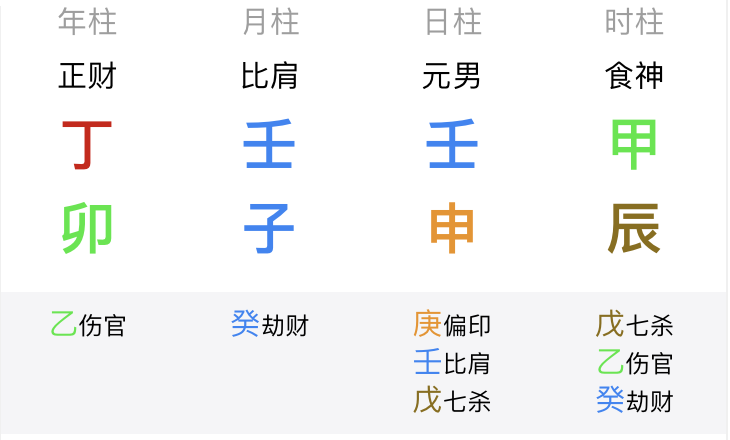 年柱 月柱 日柱 时柱
正财 比肩 元男 食神
丁 壬 壬 甲
卯 子 申 辰
乙伤官 癸劫财 庚偏印 戊七杀
壬比肩 乙伤官
戊七杀 癸劫财